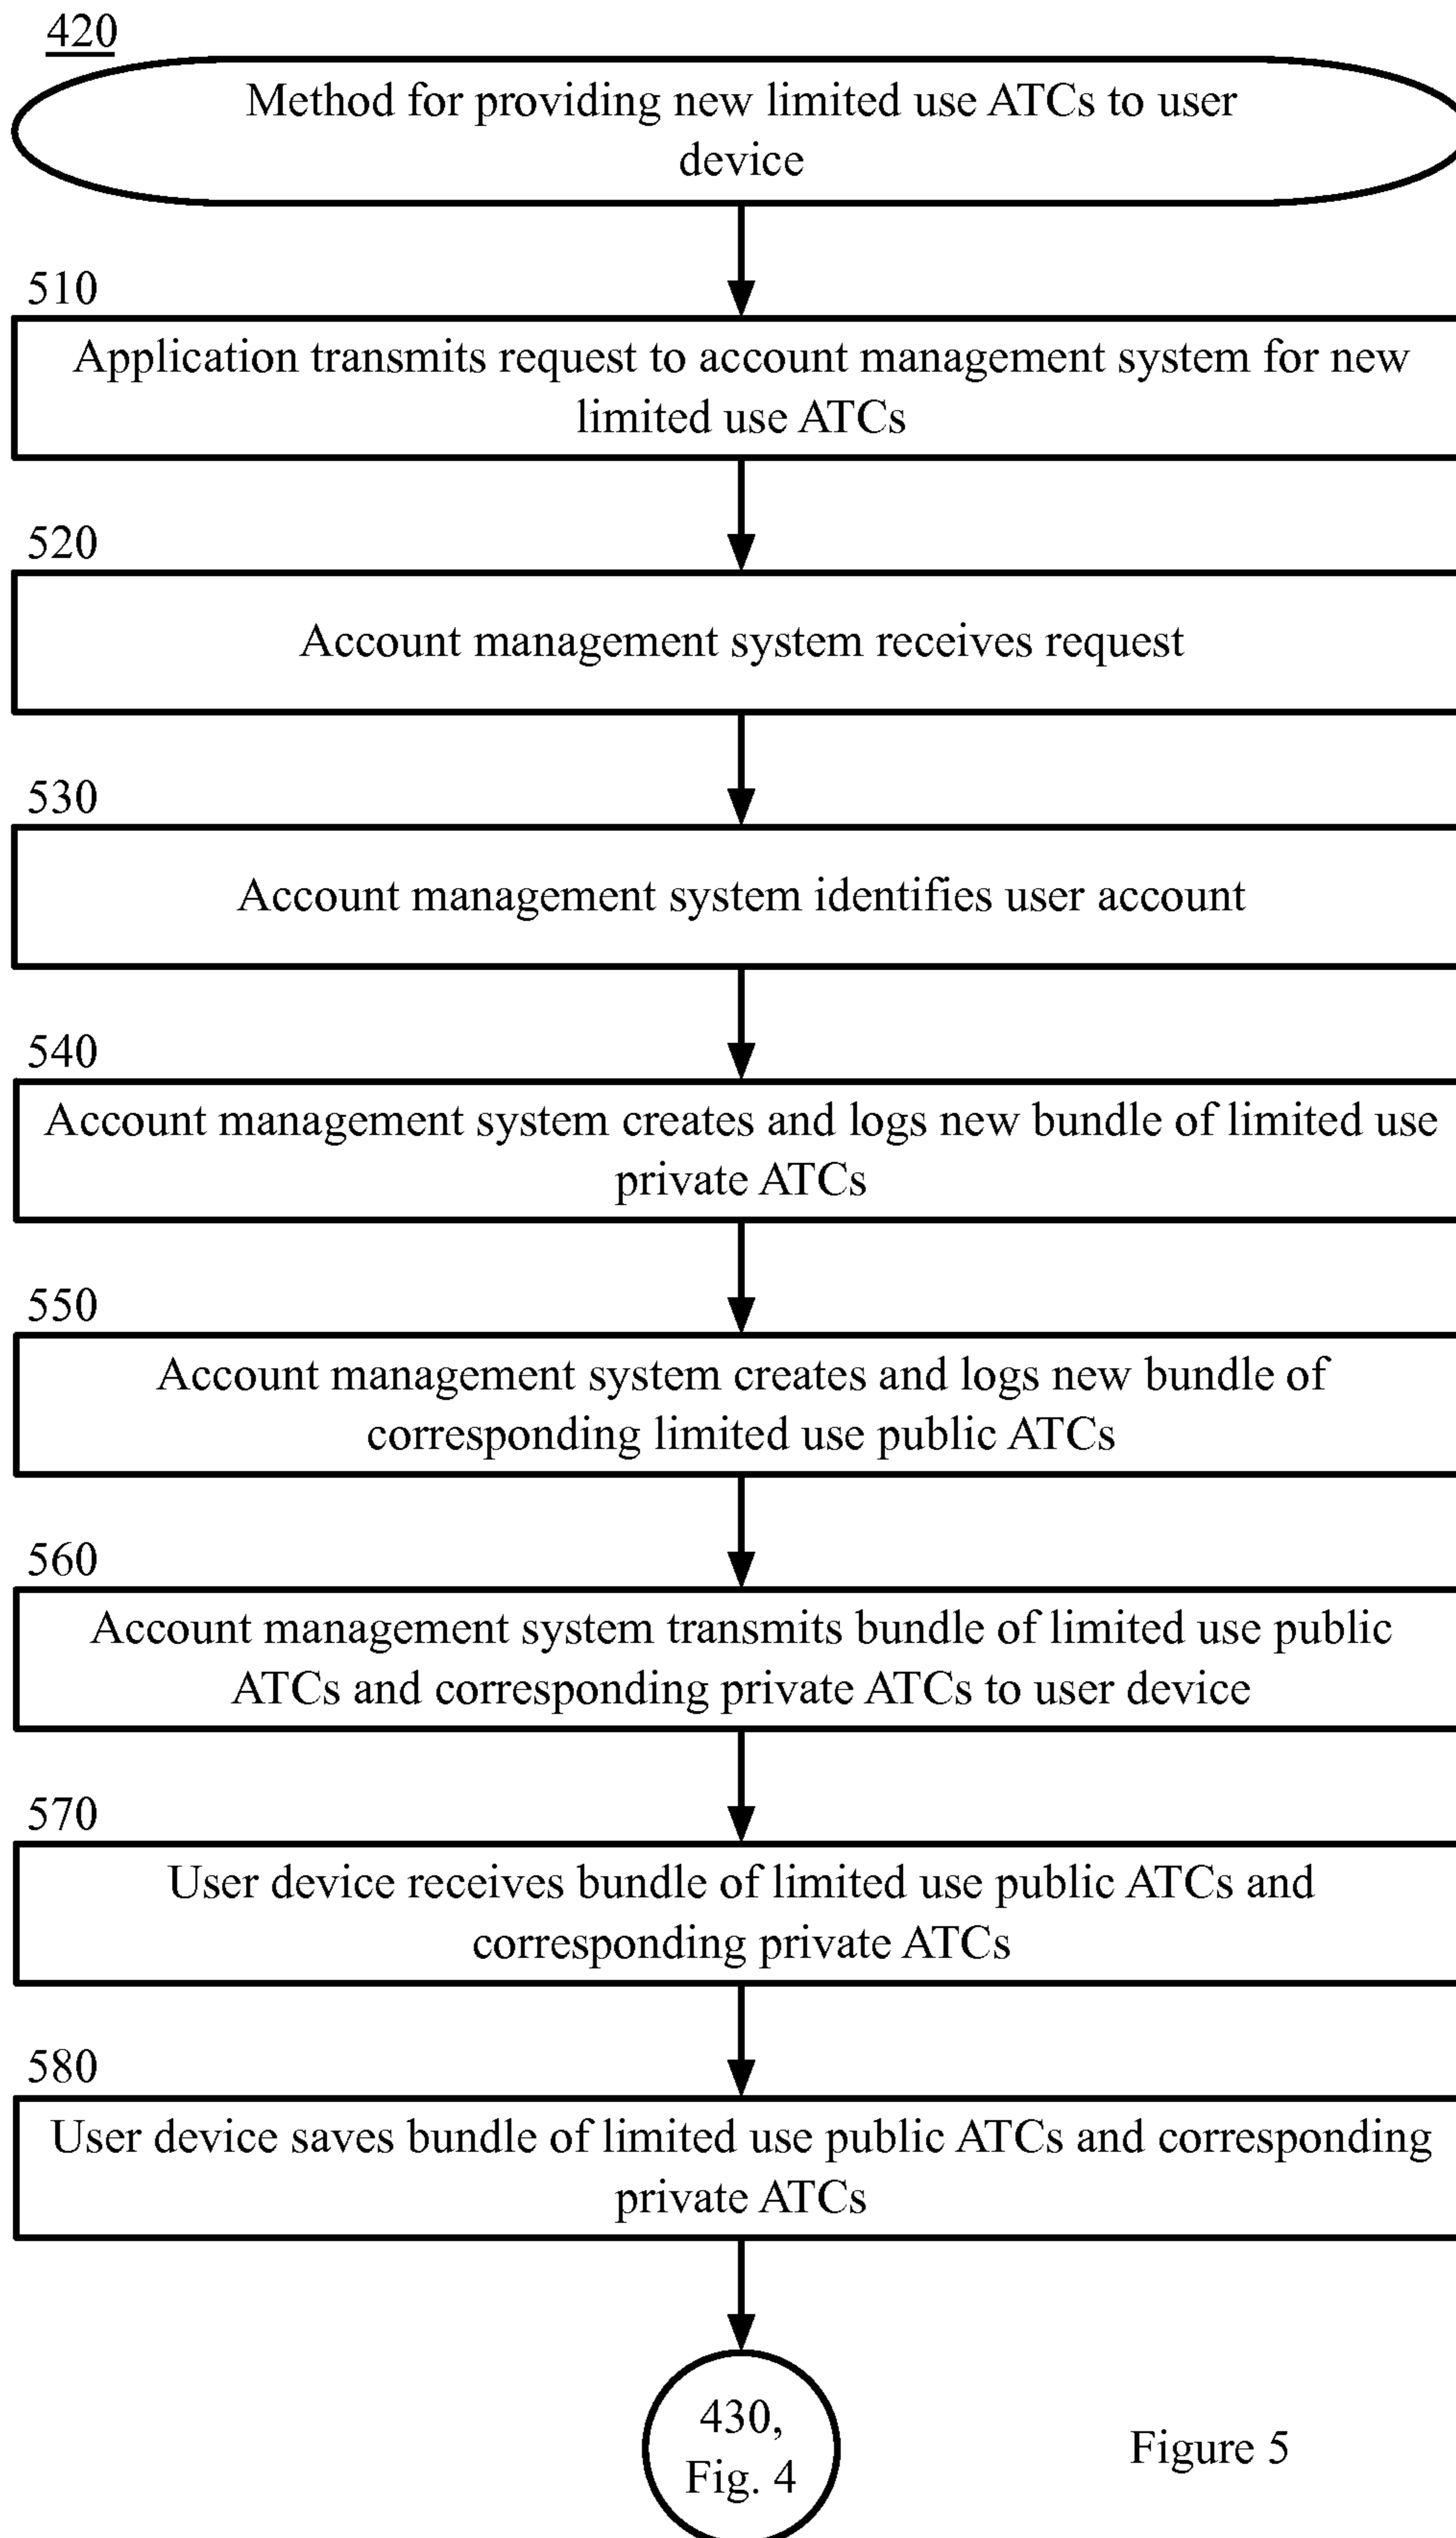 420
Method for providing new limited use ATCs to user
device
510
Application transmits request to account management system for new
limited use ATCs
520
Account management system receives request
530
Account management system identifies user account
540
Account management system creates and logs new bundle of limited use
private ATCs
550
Account management system creates and logs new bundle of
corresponding limited use public ATCs
560
Account management system transmits bundle of limited use public
ATCs and corresponding private ATCs to user device
570
User device receives bundle of limited use public ATCs and
corresponding private ATCs
580
User device saves bundle of limited use public ATCs and corresponding
private ATCs
430,
Fig. 4
Figure 5